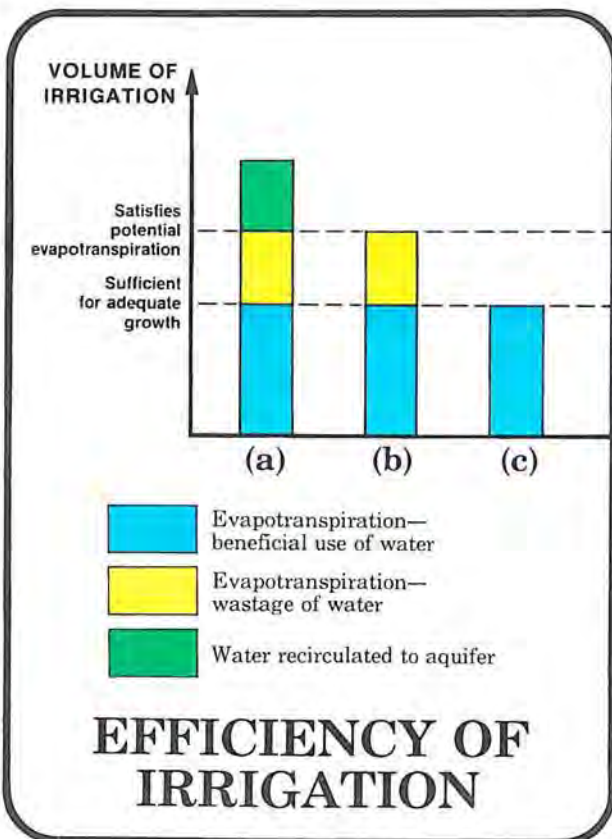 VOLUME OF
IRRIGATION
Satisfies
potential
evapotranspiration
Sufficient
for adequate
growth
(a)
(b)
(c)
Evapotranspiration—
beneficial use of water
Evapotranspiration—
wastage of water
Water recirculated to aquifer
EFFICIENCY OF
IRRIGATION